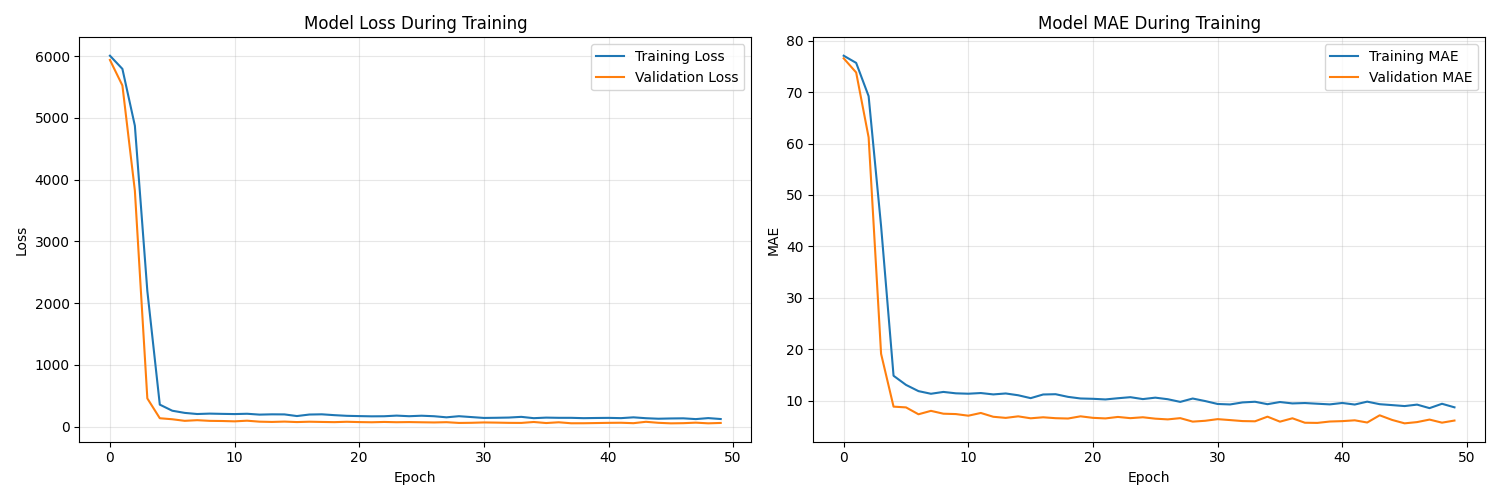 Model Loss During Training
6000
5000
4000
3000
2000
1000
0
Loss
0 10 20 30 40 50
Epoch
Training Loss
Validation Loss
Model MAE During Training
80
70
60
50
40
30
20
10
MAE
0 10 20 30 40 50
Epoch
Training MAE
Validation MAE